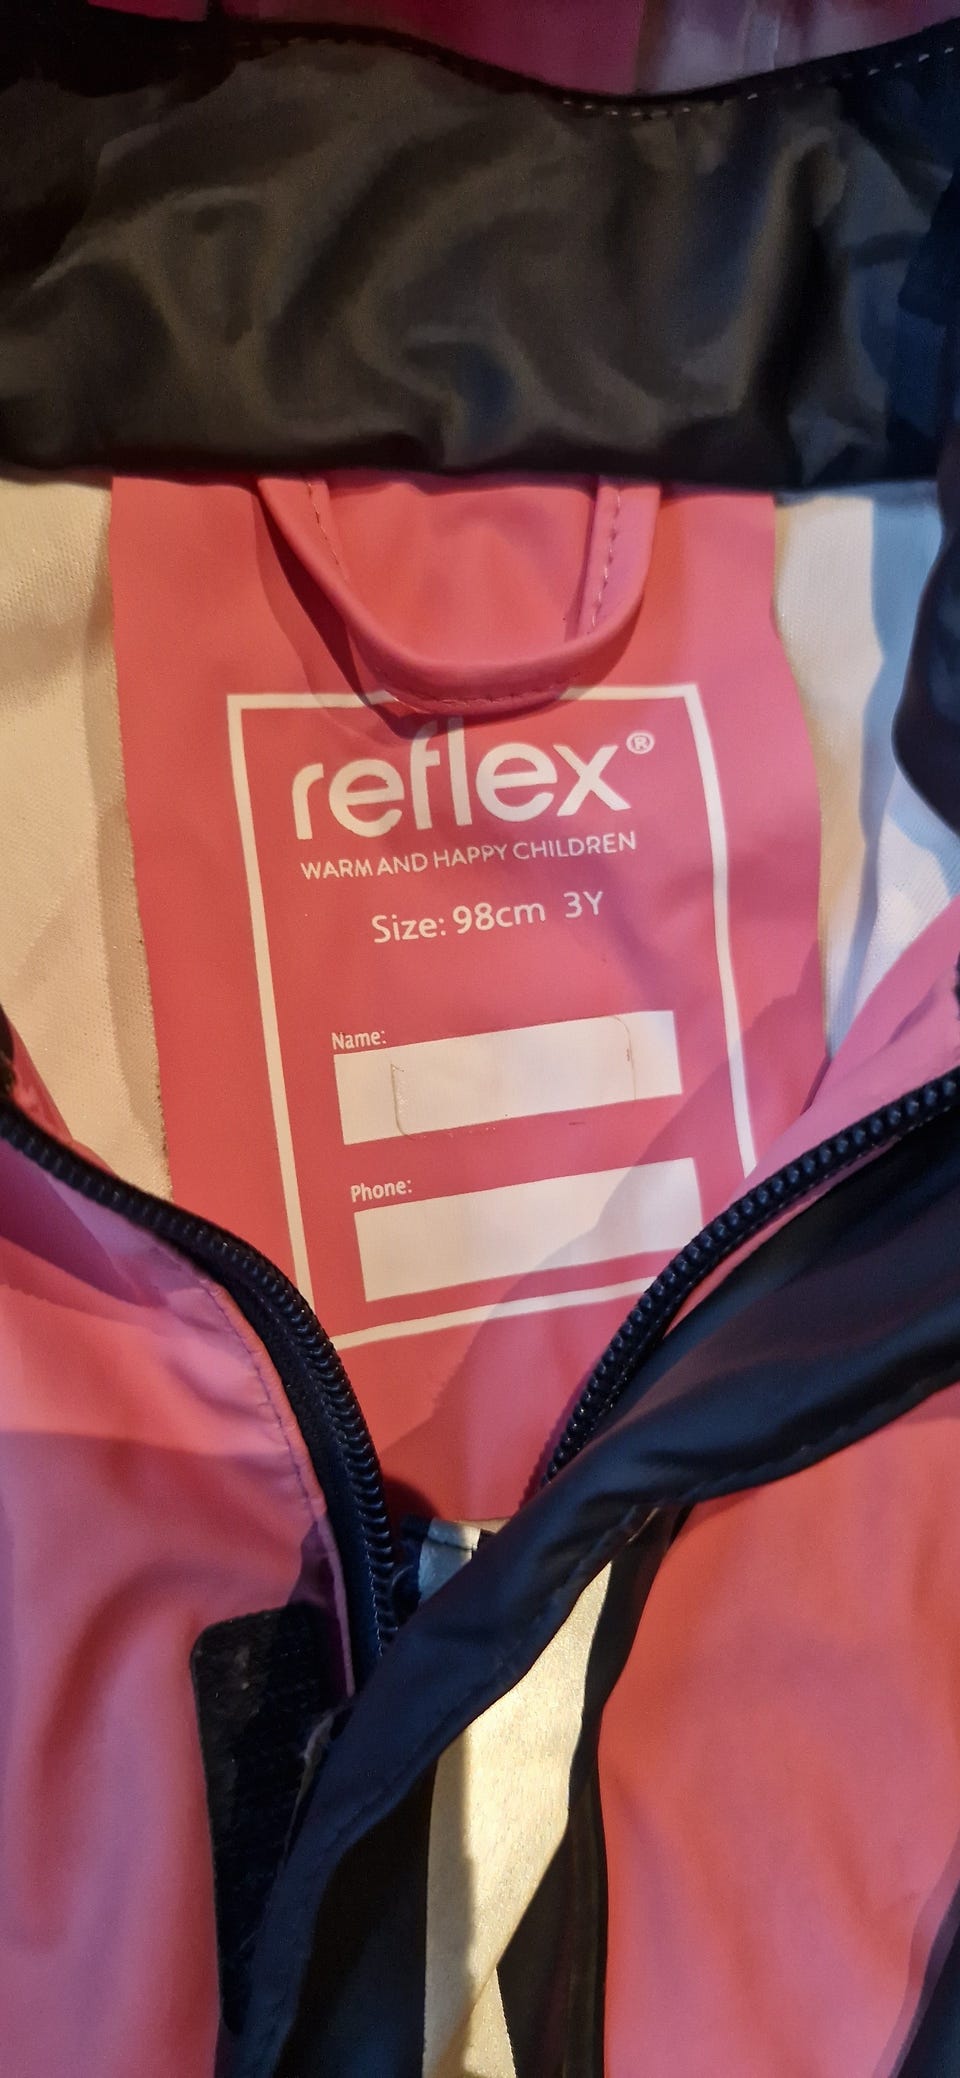 reflex®
WARM AND HAPPY CHILDREN
Size: 98cm 3Y
Name:
Phone: